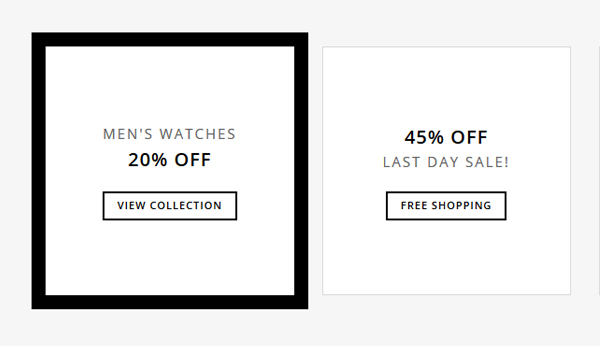 MEN'S WATCHES
20% OFF
VIEW COLLECTION
45% OFF
LAST DAY SALE!
FREE SHOPPING